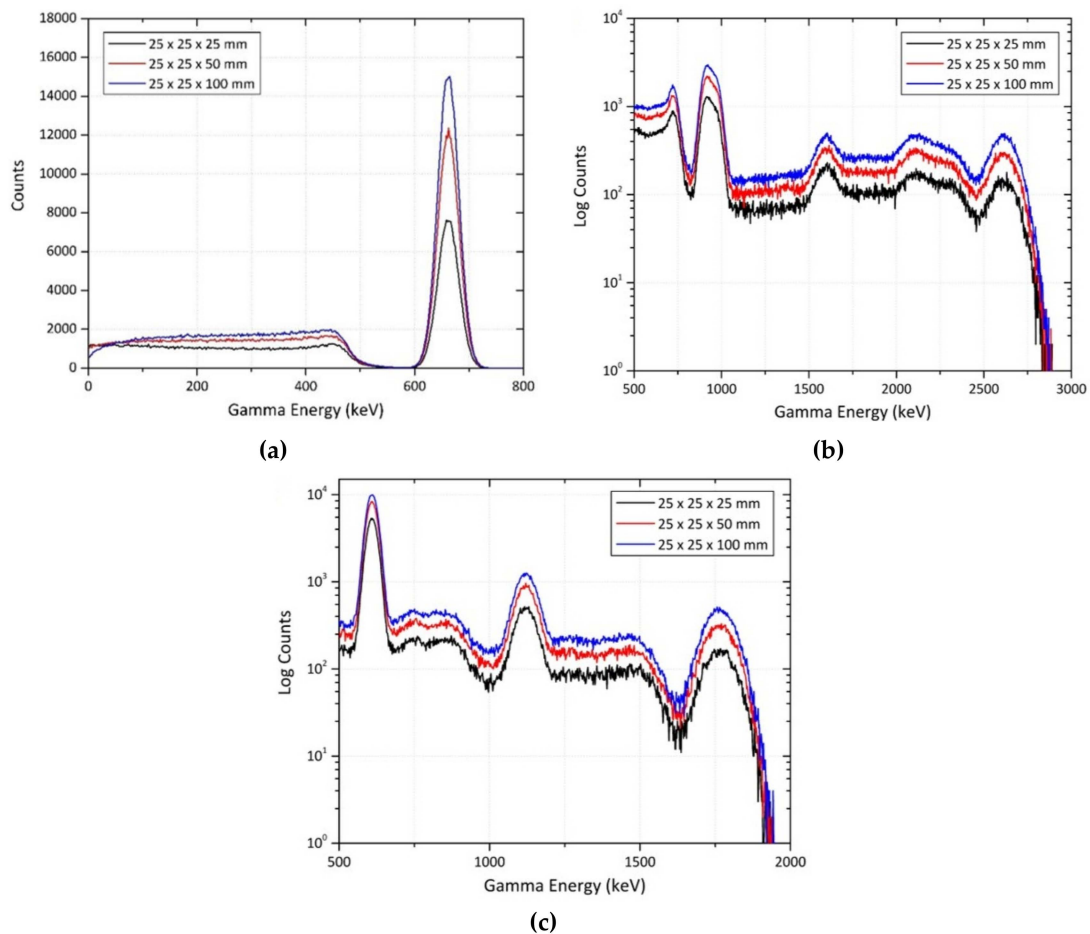 18000
16000
14000
12000
10000
8000
6000
4000
2000
0
Counts
25 x 25 x 25 mm
25 x 25 x 50 mm
25 x 25 x 100 mm
0 200 400 600 800
Gamma Energy (keV)
(a)
10⁴
10³
10²
10¹
10⁰
Log Counts
25 x 25 x 25 mm
25 x 25 x 50 mm
25 x 25 x 100 mm
500 1000 1500 2000 2500 3000
Gamma Energy (keV)
(b)
10⁴
10³
10²
10¹
10⁰
Log Counts
25 x 25 x 25 mm
25 x 25 x 50 mm
25 x 25 x 100 mm
500 1000 1500 2000
Gamma Energy (keV)
(c)